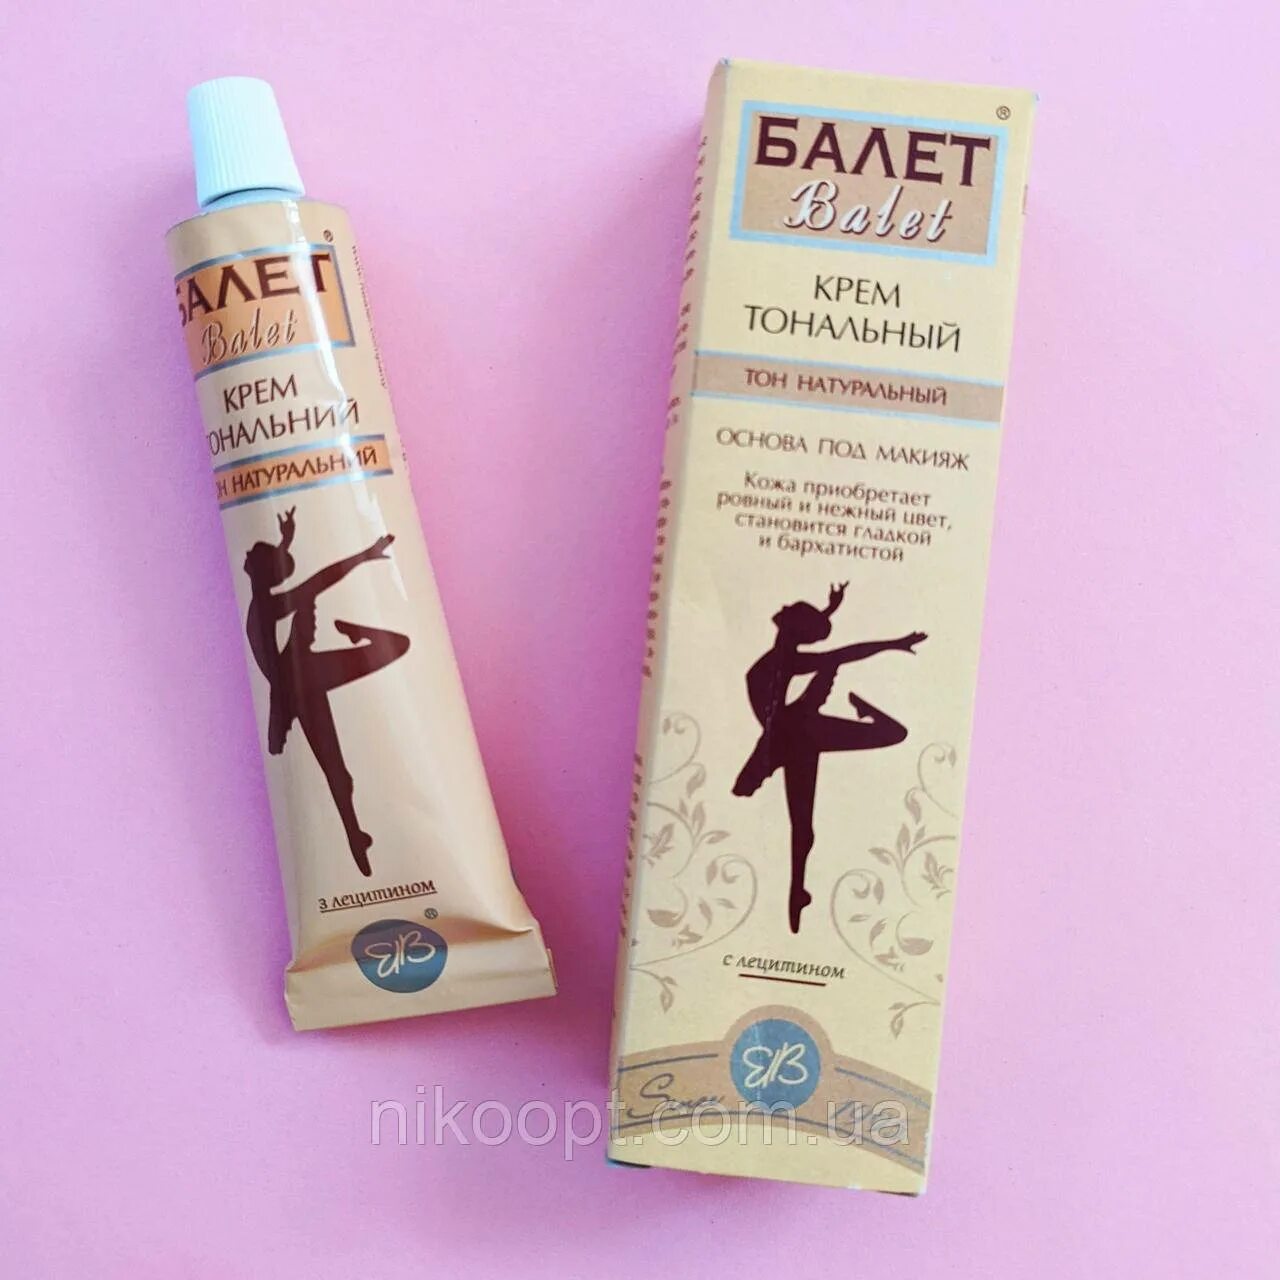 БАЛЕТ
Balet
КРЕМ
ТОНАЛЬНИЙ
ТОН НАТУРАЛЬНИЙ
з лецитином
БАЛЕТ
Balet
КРЕМ
ТОНАЛЬНЫЙ
ТОН НАТУРАЛЬНЫЙ
ОСНОВА ПОД МАКИЯЖ
Кожа приобретает
ровный и нежный цвет,
становится гладкой
и бархатистой
с лецитином
nikoopt.com.ua